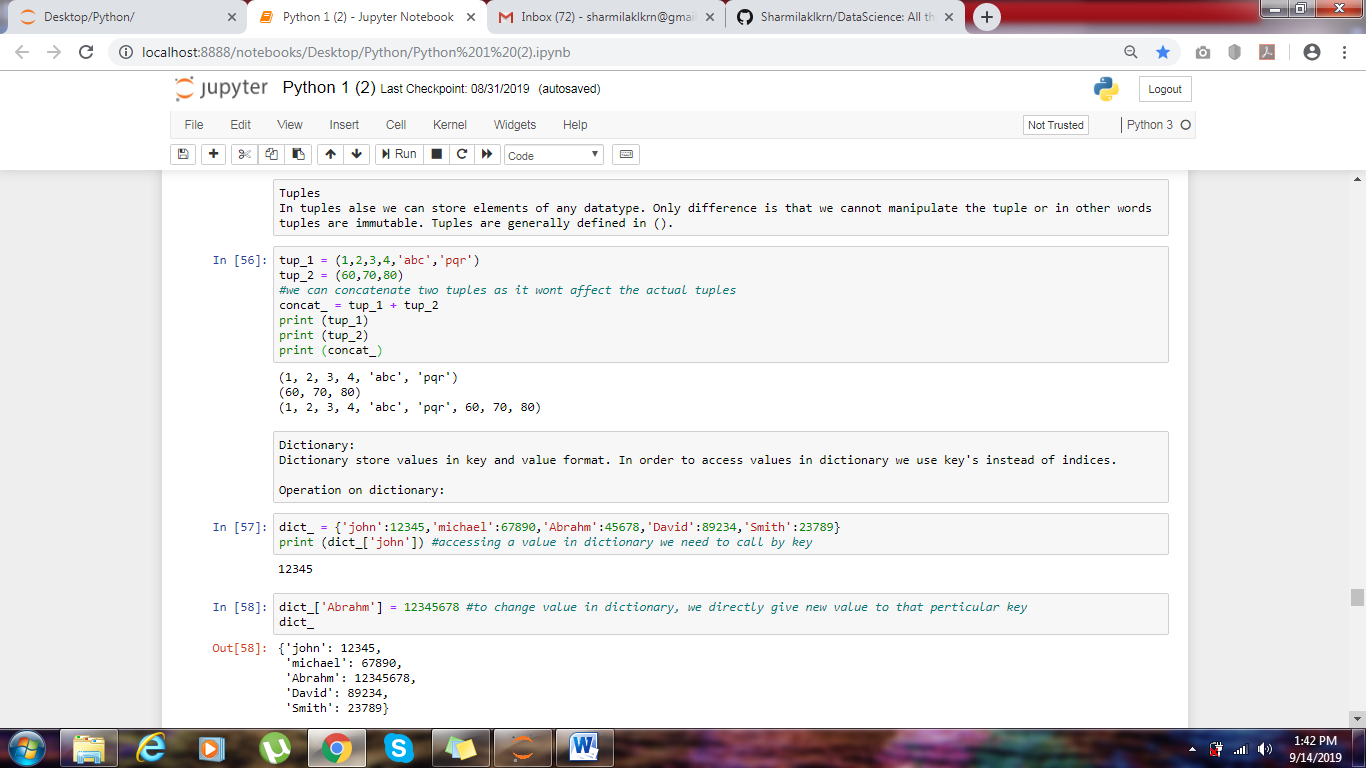 Desktop/Python/
Python 1 (2) - Jupyter Notebook
Inbox (72) - sharmilaklkrn@gmai
Sharmilaklkrn/DataScience: All th
localhost:8888/notebooks/Desktop/Python/Python%201%20(2).ipynb
jupyter Python 1 (2) Last Checkpoint: 08/31/2019 (autosaved)
Logout
File Edit View Insert Cell Kernel Widgets Help
Not Trusted
Python 3
Run
Code
Tuples
In tuples alse we can store elements of any datatype. Only difference is that we cannot manipulate the tuple or in other words
tuples are immutable. Tuples are generally defined in ().
In [56]: tup_1 = (1,2,3,4,'abc','pqr')
tup_2 = (60,70,80)
#we can concatenate two tuples as it wont affect the actual tuples
concat_ = tup_1 + tup_2
print (tup_1)
print (tup_2)
print (concat_)
(1, 2, 3, 4, 'abc', 'pqr')
(60, 70, 80)
(1, 2, 3, 4, 'abc', 'pqr', 60, 70, 80)
Dictionary:
Dictionary store values in key and value format. In order to access values in dictionary we use key's instead of indices.
Operation on dictionary:
In [57]: dict_ = {'john':12345,'michael':67890,'Abrahm':45678,'David':89234,'Smith':23789}
print (dict_['john']) #accessing a value in dictionary we need to call by key
12345
In [58]: dict_['Abrahm'] = 12345678 #to change value in dictionary, we directly give new value to that perticular key
dict_
Out[58]: {'john': 12345,
'michael': 67890,
'Abrahm': 12345678,
'David': 89234,
'Smith': 23789}
1:42 PM
9/14/2019